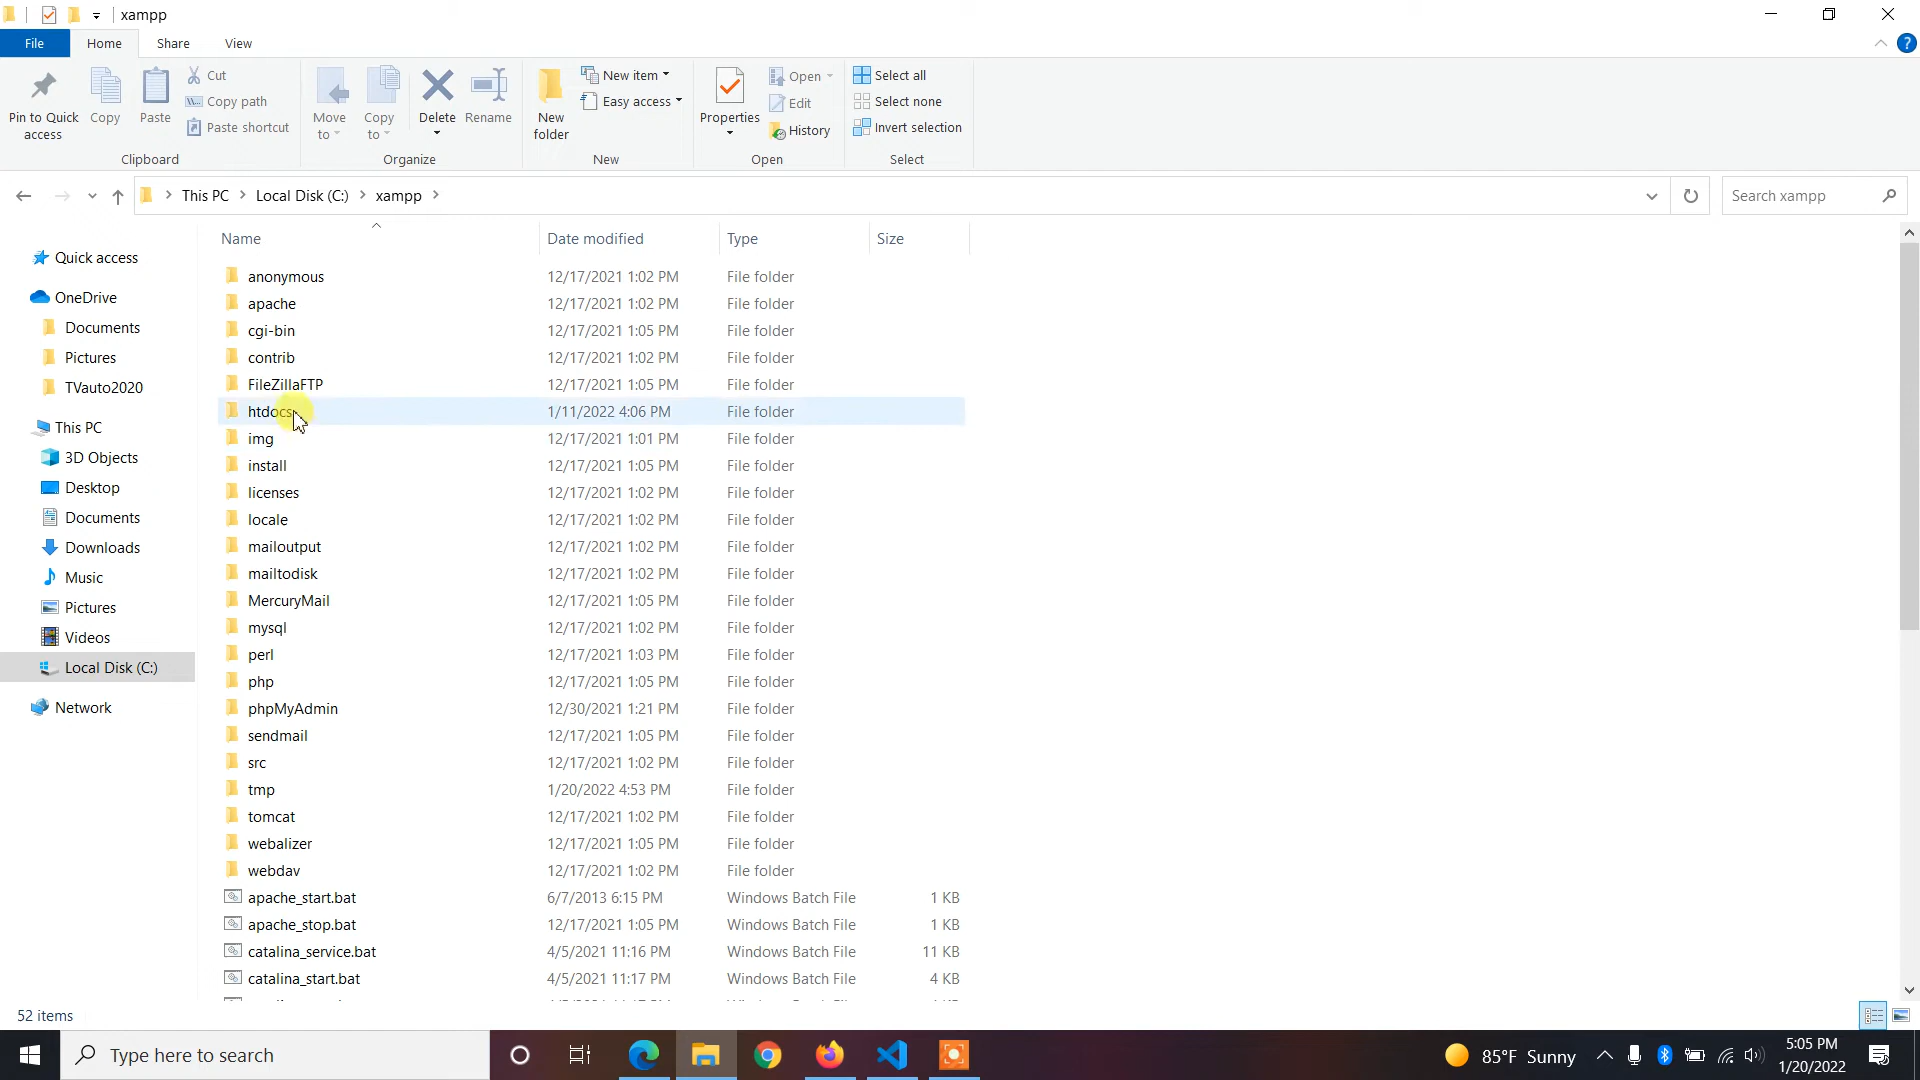 xampp
File Home Share View
Pin to Quick access
Copy
Paste
Cut
Copy path
Paste shortcut
Clipboard
Move to
Copy to
Delete
Rename
Organize
New folder
New item
Easy access
New
Properties
Open
Edit
History
Open
Select all
Select none
Invert selection
Select
This PC Local Disk (C:) xampp
Search xampp
Quick access
OneDrive
Documents
Pictures
TVauto2020
This PC
3D Objects
Desktop
Documents
Downloads
Music
Pictures
Videos
Local Disk (C:)
Network
Name Date modified Type Size
anonymous 12/17/2021 1:02 PM File folder
apache 12/17/2021 1:02 PM File folder
cgi-bin 12/17/2021 1:05 PM File folder
contrib 12/17/2021 1:02 PM File folder
FileZillaFTP 12/17/2021 1:05 PM File folder
htdocs 1/11/2022 4:06 PM File folder
img 12/17/2021 1:01 PM File folder
install 12/17/2021 1:05 PM File folder
licenses 12/17/2021 1:02 PM File folder
locale 12/17/2021 1:02 PM File folder
mailoutput 12/17/2021 1:02 PM File folder
mailtodisk 12/17/2021 1:02 PM File folder
MercuryMail 12/17/2021 1:05 PM File folder
mysql 12/17/2021 1:02 PM File folder
perl 12/17/2021 1:03 PM File folder
php 12/17/2021 1:05 PM File folder
phpMyAdmin 12/30/2021 1:21 PM File folder
sendmail 12/17/2021 1:05 PM File folder
src 12/17/2021 1:02 PM File folder
tmp 1/20/2022 4:53 PM File folder
tomcat 12/17/2021 1:02 PM File folder
webalizer 12/17/2021 1:05 PM File folder
webdav 12/17/2021 1:02 PM File folder
apache_start.bat 6/7/2013 6:15 PM Windows Batch File 1 KB
apache_stop.bat 12/17/2021 1:05 PM Windows Batch File 1 KB
catalina_service.bat 4/5/2021 11:16 PM Windows Batch File 11 KB
catalina_start.bat 4/5/2021 11:17 PM Windows Batch File 4 KB
52 items
Type here to search
85°F Sunny
5:05 PM
1/20/2022